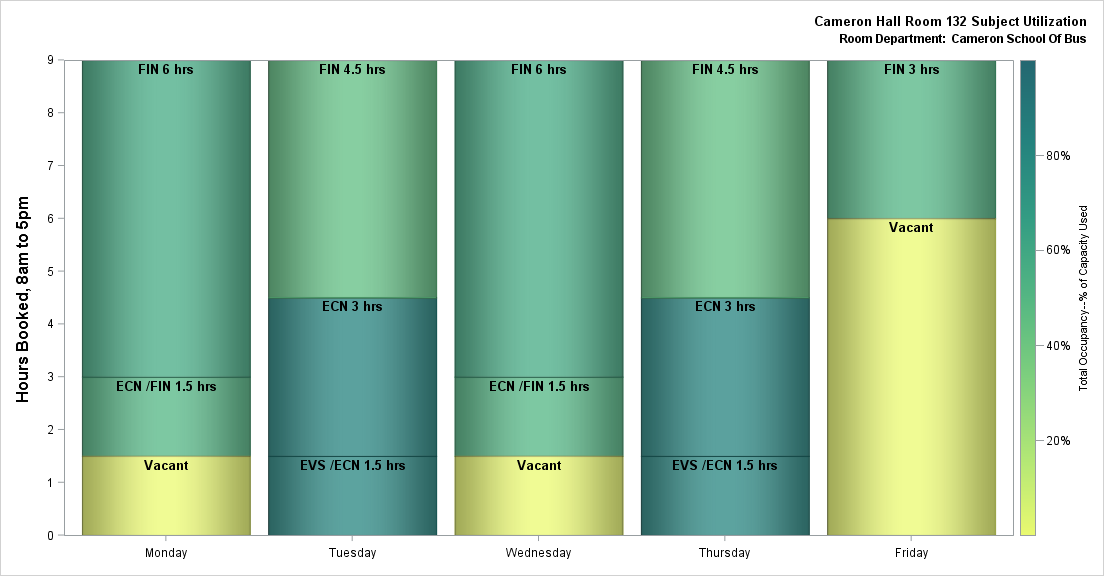 Cameron Hall Room 132 Subject Utilization
Room Department: Cameron School Of Bus
Hours Booked, 8am to 5pm
9
8
7
6
5
4
3
2
1
0
FIN 6 hrs
ECN /FIN 1.5 hrs
Vacant
FIN 4.5 hrs
ECN 3 hrs
EVS /ECN 1.5 hrs
FIN 6 hrs
ECN /FIN 1.5 hrs
Vacant
FIN 4.5 hrs
ECN 3 hrs
EVS /ECN 1.5 hrs
FIN 3 hrs
Vacant
Monday
Tuesday
Wednesday
Thursday
Friday
80%
60%
40%
20%
Total Occupancy--% of Capacity Used